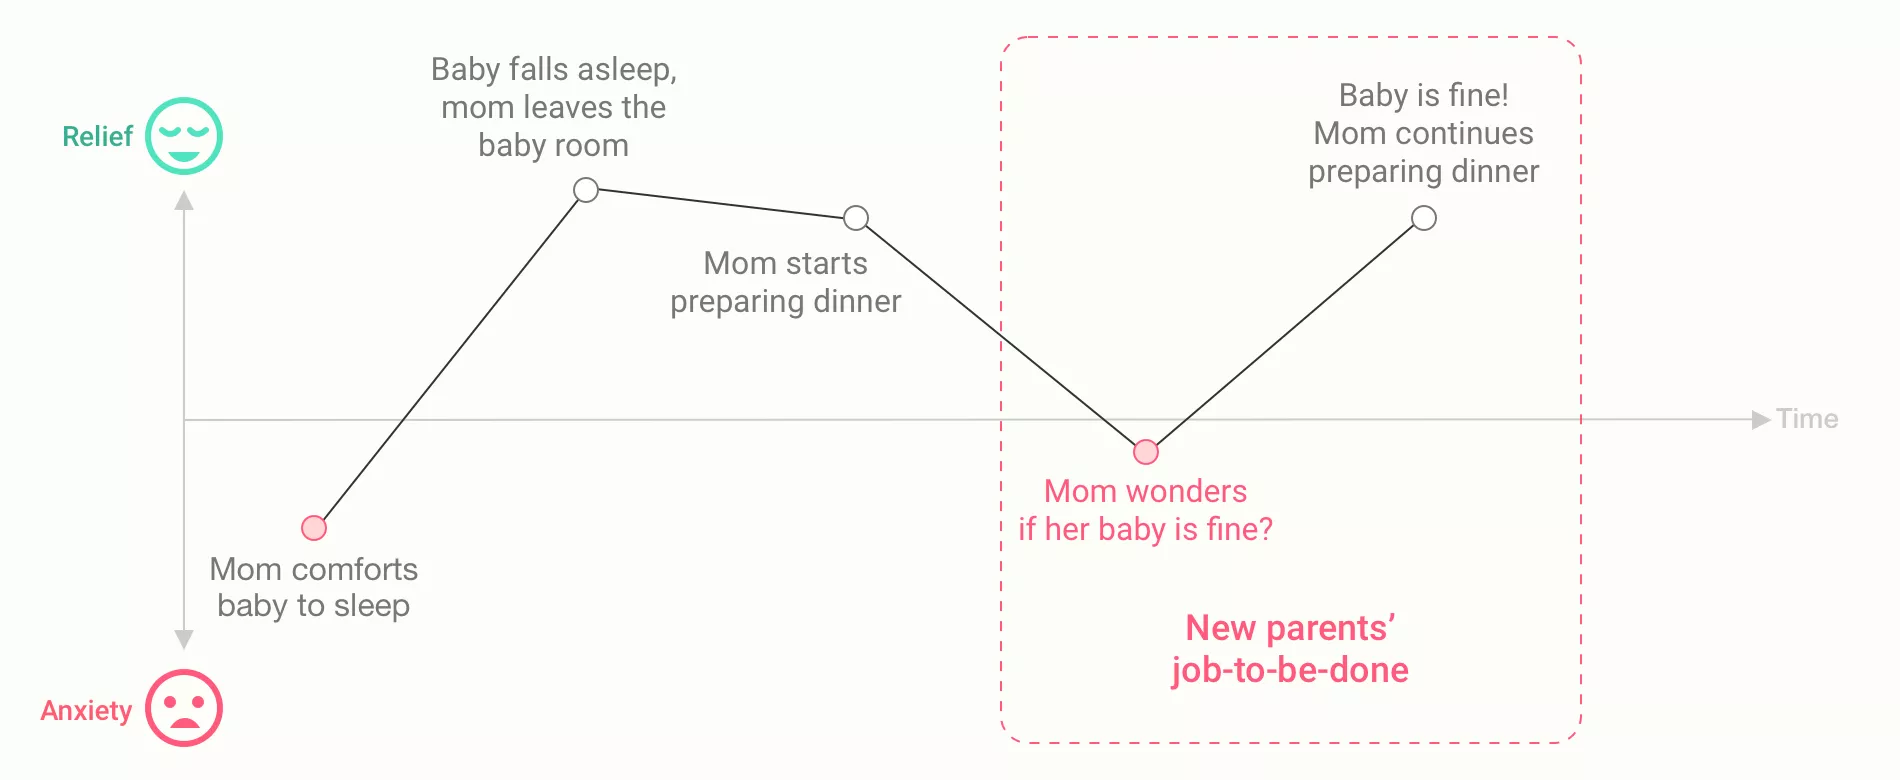 Relief
Baby falls asleep,
mom leaves the
baby room
Baby is fine!
Mom continues
preparing dinner
Mom starts
preparing dinner
Time
Mom wonders
if her baby is fine?
Mom comforts
baby to sleep
New parents’
job-to-be-done
Anxiety